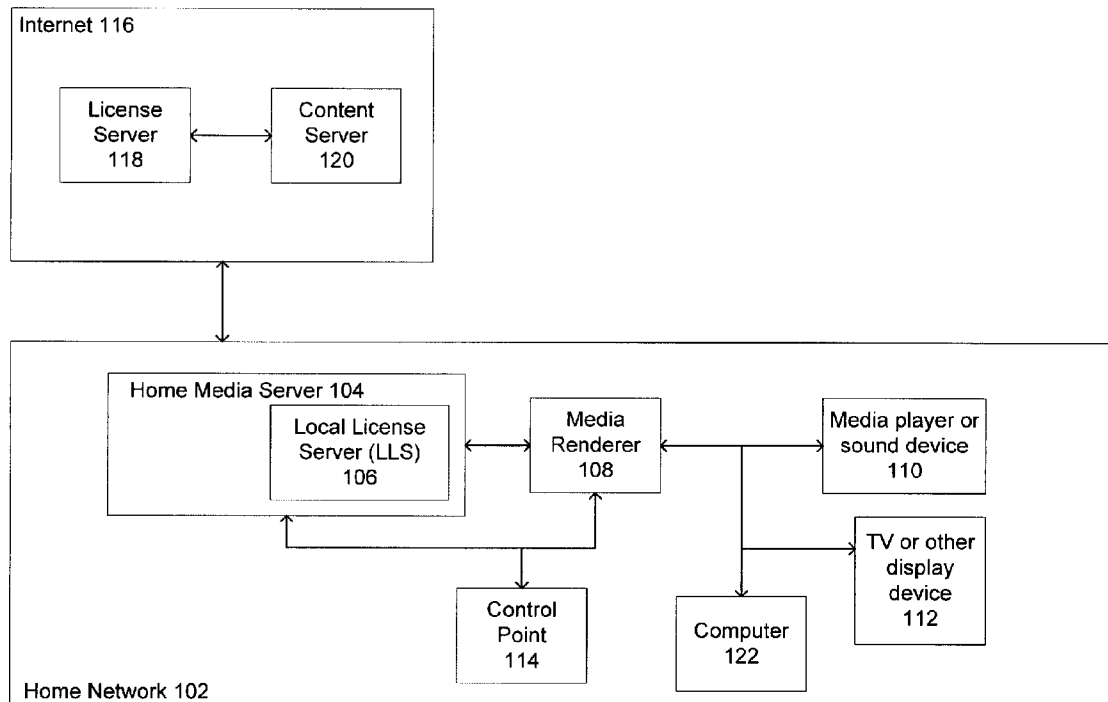 Internet 116
License
Server
118
Content
Server
120
Home Media Server 104
Local License
Server (LLS)
106
Media
Renderer
108
Media player or
sound device
110
TV or other
display
device
112
Control
Point
114
Computer
122
Home Network 102